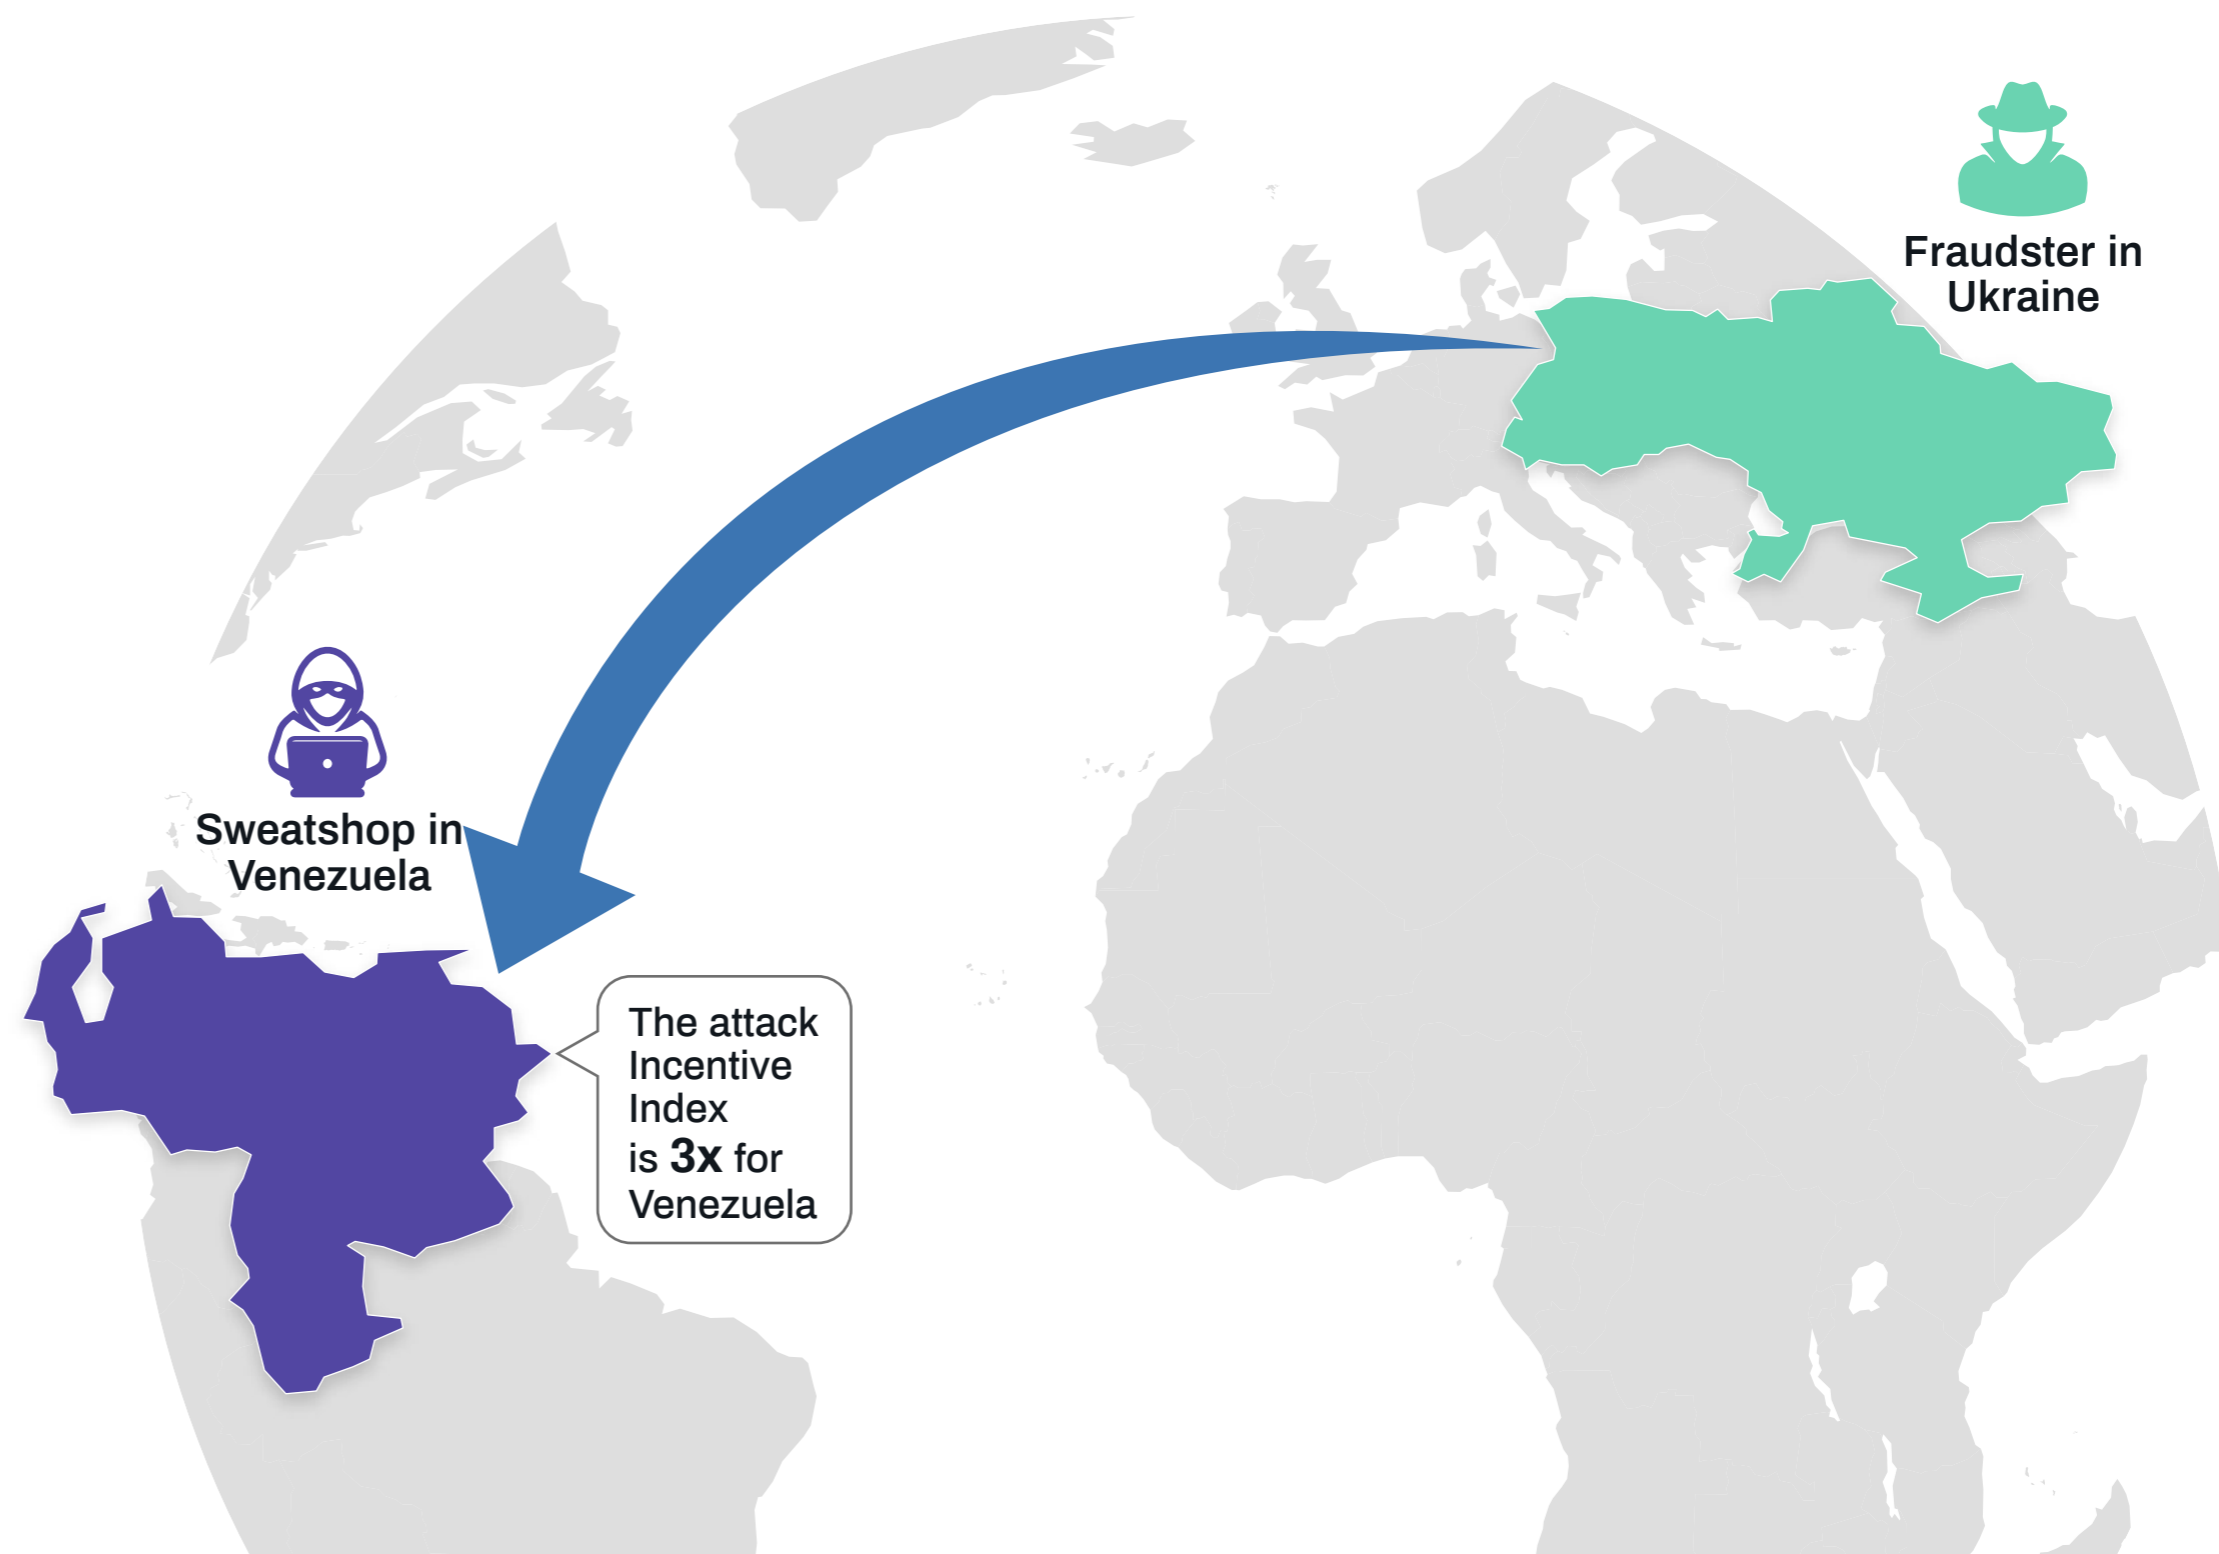 Fraudster in
Ukraine
Sweatshop in
Venezuela
The attack
Incentive
Index
is 3x for
Venezuela